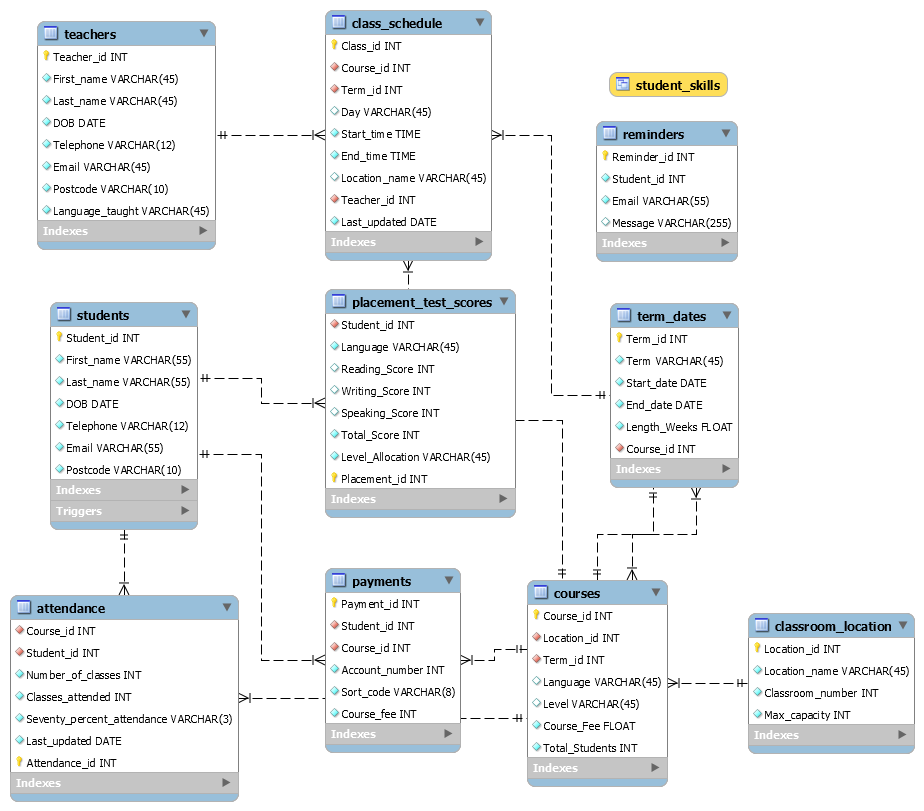 teachers
Teacher_id INT
First_name VARCHAR(45)
Last_name VARCHAR(45)
DOB DATE
Telephone VARCHAR(12)
Email VARCHAR(45)
Postcode VARCHAR(10)
Language_taught VARCHAR(45)
Indexes
class_schedule
Class_id INT
Course_id INT
Term_id INT
Day VARCHAR(45)
Start_time TIME
End_time TIME
Location_name VARCHAR(45)
Teacher_id INT
Last_updated DATE
Indexes
student_skills
reminders
Reminder_id INT
Student_id INT
Email VARCHAR(55)
Message VARCHAR(255)
Indexes
students
Student_id INT
First_name VARCHAR(55)
Last_name VARCHAR(55)
DOB DATE
Telephone VARCHAR(12)
Email VARCHAR(55)
Postcode VARCHAR(10)
Indexes
Triggers
placement_test_scores
Student_id INT
Language VARCHAR(45)
Reading_Score INT
Writing_Score INT
Speaking_Score INT
Total_Score INT
Level_Allocation VARCHAR(45)
Placement_id INT
Indexes
term_dates
Term_id INT
Term VARCHAR(45)
Start_date DATE
End_date DATE
Length_Weeks FLOAT
Course_id INT
Indexes
attendance
Course_id INT
Student_id INT
Number_of_classes INT
Classes_attended INT
Seventy_percent_attendance VARCHAR(3)
Last_updated DATE
Attendance_id INT
Indexes
payments
Payment_id INT
Student_id INT
Course_id INT
Account_number INT
Sort_code VARCHAR(8)
Course_fee INT
Indexes
courses
Course_id INT
Location_id INT
Term_id INT
Language VARCHAR(45)
Level VARCHAR(45)
Course_Fee FLOAT
Total_Students INT
Indexes
classroom_location
Location_id INT
Location_name VARCHAR(45)
Classroom_number INT
Max_capacity INT
Indexes